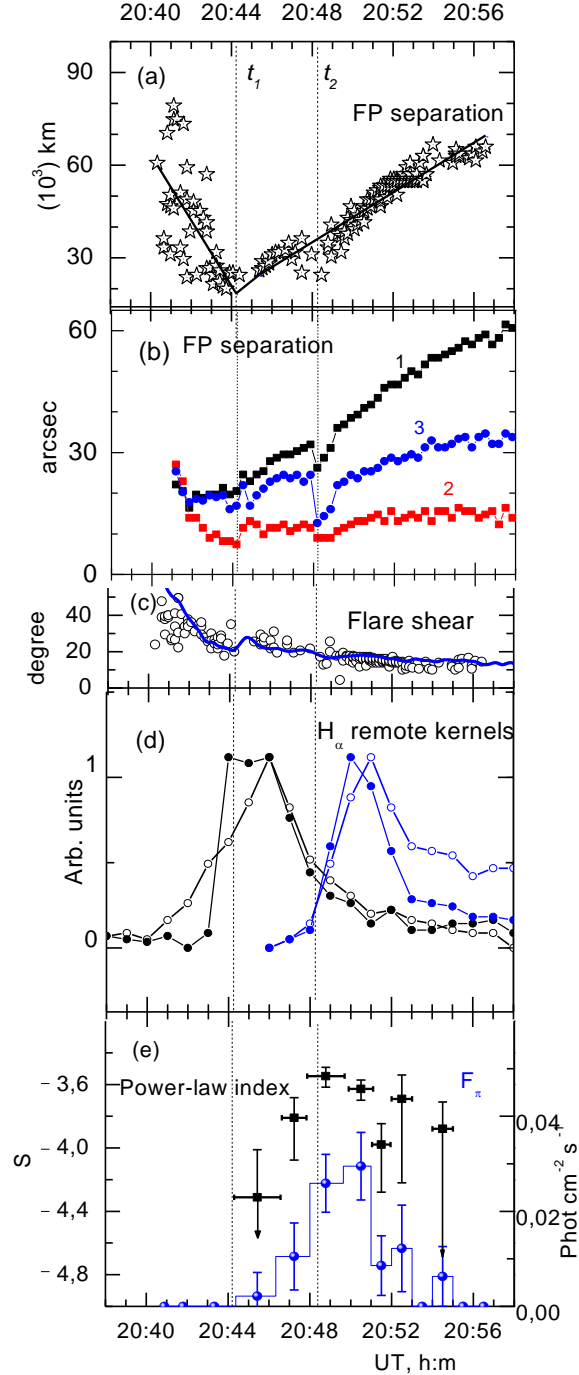 20:40 20:44 20:48 20:52 20:56
(a) t1 t2
FP separation
90
60
30
(10³) km
(b) FP separation
1
3
2
60
30
0
arcsec
(c) Flare shear
40
20
0
degree
(d) Hα remote kernels
1
0
Arb. units
(e)
Power-law index
Fπ
S
- 3,6
- 4,0
- 4,4
- 4,8
0,04
0,02
0,00
Phot cm-2 s-1
20:40 20:44 20:48 20:52 20:56
UT, h:m